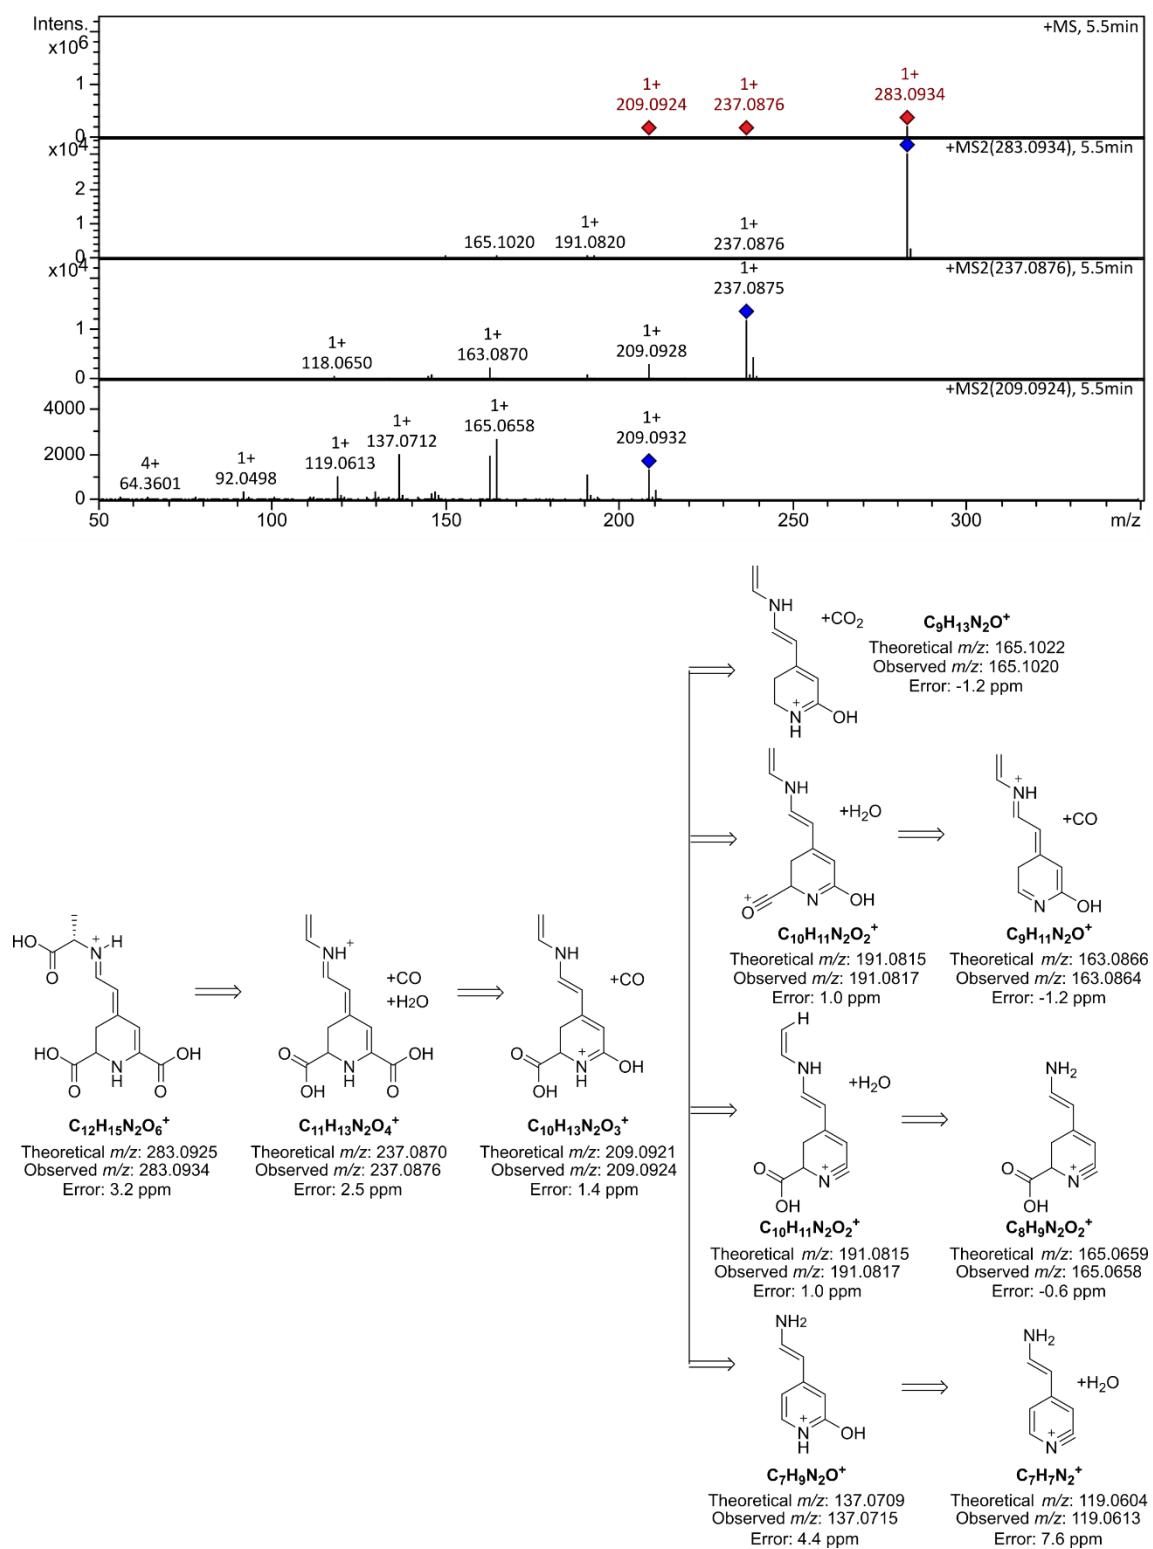 Intens.
x10⁶
+MS, 5.5min
1
0
1+
209.0924
1+
237.0876
1+
283.0934
x10⁴
+MS2(283.0934), 5.5min
2
1
0
165.1020
1+
191.0820
1+
237.0876
x10⁴
+MS2(237.0876), 5.5min
1
0
1+
118.0650
1+
163.0870
1+
209.0928
1+
237.0875
+MS2(209.0924), 5.5min
4000
2000
0
4+
64.3601
1+
92.0498
1+
119.0613
1+
137.0712
1+
165.0658
1+
209.0932
50 100 150 200 250 300 m/z
NH
+CO₂
N⁺
H
OH
C₉H₁₃N₂O⁺
Theoretical m/z: 165.1022
Observed m/z: 165.1020
Error: -1.2 ppm
NH
+H₂O
O⁺
N
OH
C₁₀H₁₁N₂O₂⁺
Theoretical m/z: 191.0815
Observed m/z: 191.0817
Error: 1.0 ppm
⁺NH
+CO
N
OH
C₉H₁₁N₂O⁺
Theoretical m/z: 163.0866
Observed m/z: 163.0864
Error: -1.2 ppm
HO
O
N⁺
H
HO
O
N
H
O
OH
C₁₂H₁₅N₂O₆⁺
Theoretical m/z: 283.0925
Observed m/z: 283.0934
Error: 3.2 ppm
NH⁺
+CO
+H₂O
O
OH
N
H
O
OH
C₁₁H₁₃N₂O₄⁺
Theoretical m/z: 237.0870
Observed m/z: 237.0876
Error: 2.5 ppm
NH
+CO
O
OH
N⁺
H
OH
C₁₀H₁₃N₂O₃⁺
Theoretical m/z: 209.0921
Observed m/z: 209.0924
Error: 1.4 ppm
H
NH
+H₂O
O
OH
N⁺
C₁₀H₁₁N₂O₂⁺
Theoretical m/z: 191.0815
Observed m/z: 191.0817
Error: 1.0 ppm
NH₂
O
OH
N⁺
C₈H₉N₂O₂⁺
Theoretical m/z: 165.0659
Observed m/z: 165.0658
Error: -0.6 ppm
NH₂
N⁺
H
OH
C₇H₉N₂O⁺
Theoretical m/z: 137.0709
Observed m/z: 137.0715
Error: 4.4 ppm
NH₂
+H₂O
N⁺
C₇H₇N₂⁺
Theoretical m/z: 119.0604
Observed m/z: 119.0613
Error: 7.6 ppm